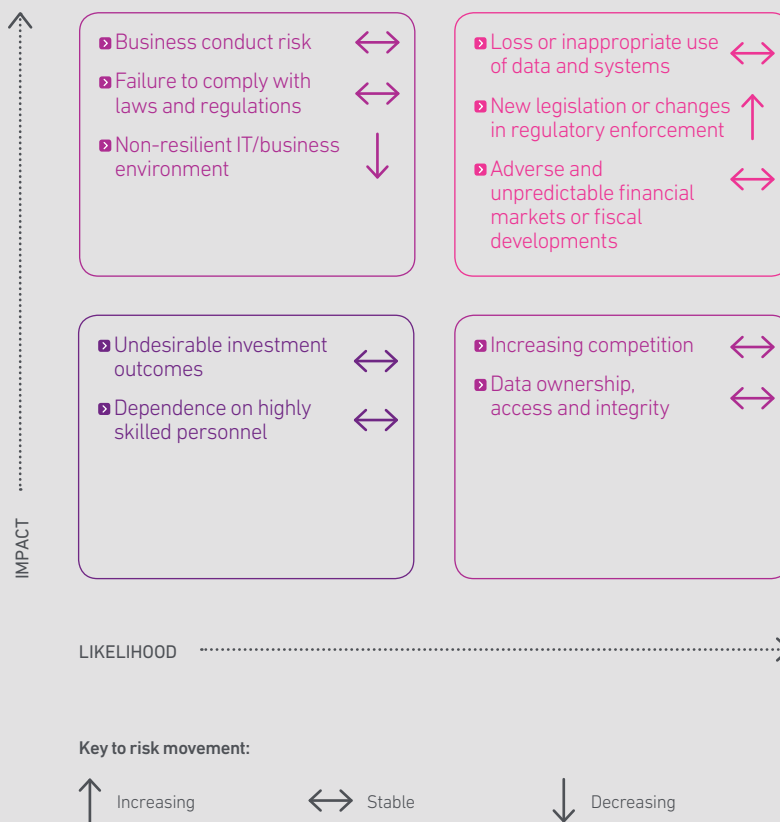 Business conduct risk
Failure to comply with
laws and regulations
Non-resilient IT/business
environment
Loss or inappropriate use
of data and systems
New legislation or changes
in regulatory enforcement
Adverse and
unpredictable financial
markets or fiscal
developments
Undesirable investment
outcomes
Dependence on highly
skilled personnel
Increasing competition
Data ownership,
access and integrity
IMPACT
LIKELIHOOD
Key to risk movement:
Increasing
Stable
Decreasing